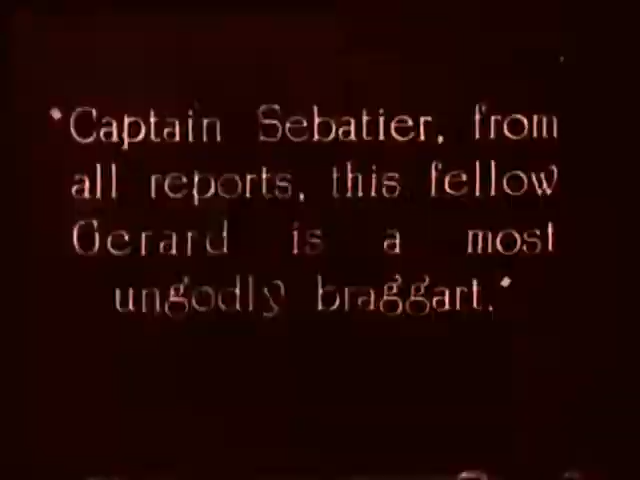 "Captain Sebatier, from
all reports, this fellow
Gerard is a most
ungodly braggart."